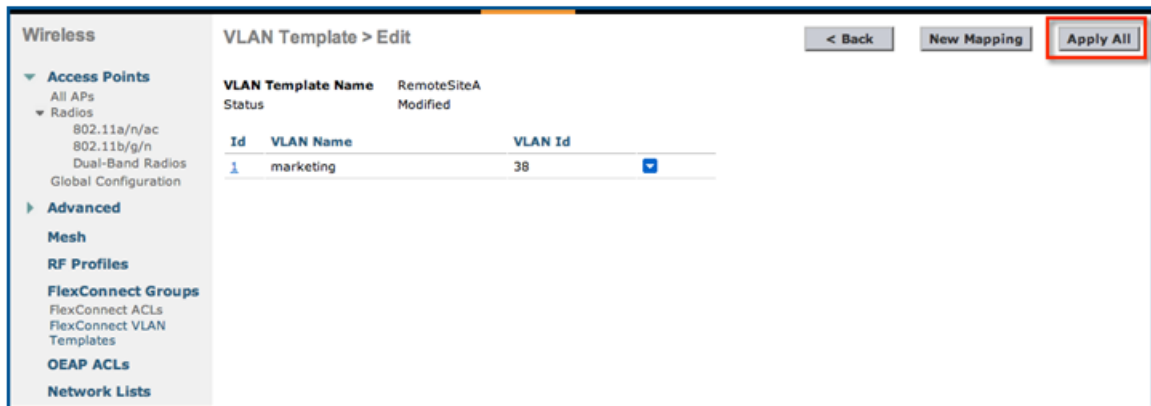 Wireless
Access Points
All APs
Radios
802.11a/n/ac
802.11b/g/n
Dual-Band Radios
Global Configuration
Advanced
Mesh
RF Profiles
FlexConnect Groups
FlexConnect ACLs
FlexConnect VLAN
Templates
OEAP ACLs
Network Lists
VLAN Template > Edit
< Back
New Mapping
Apply All
VLAN Template Name RemoteSiteA
Status Modified
Id VLAN Name VLAN Id
1 marketing 38